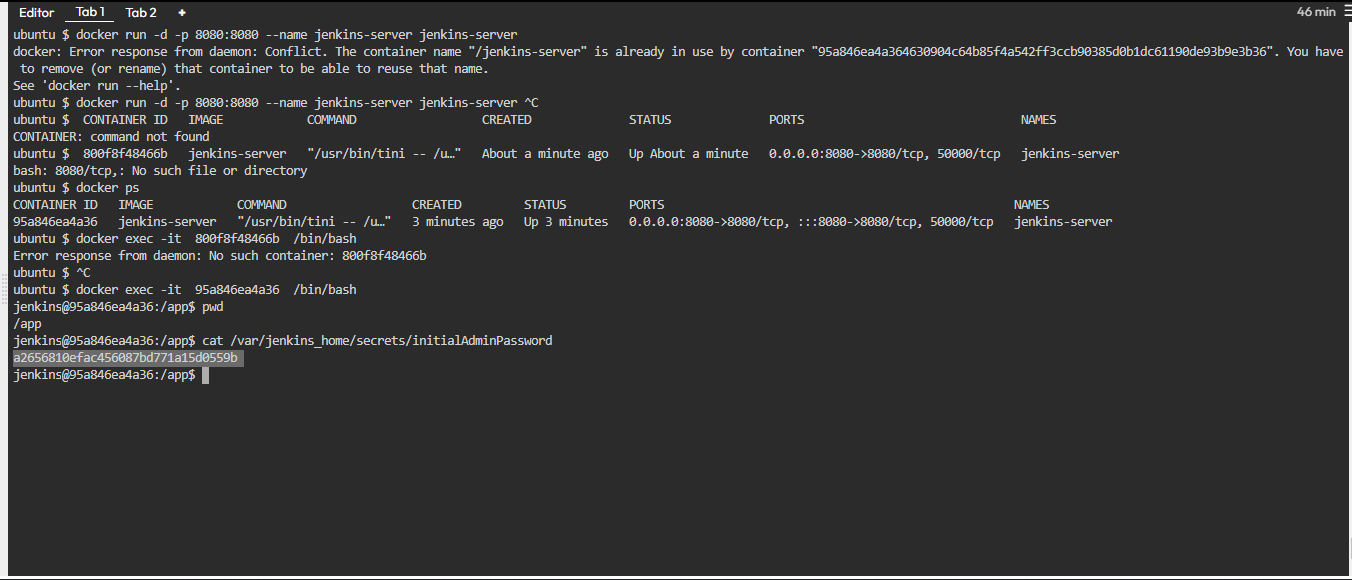 Editor Tab 1 Tab 2 + 46 min
ubuntu $ docker run -d -p 8080:8080 --name jenkins-server jenkins-server
docker: Error response from daemon: Conflict. The container name "/jenkins-server" is already in use by container "95a846ea4a364630904c64b85f4a542ff3ccb90385d0b1dc61190de93b9e3b36". You have
 to remove (or rename) that container to be able to reuse that name.
See 'docker run --help'.
ubuntu $ docker run -d -p 8080:8080 --name jenkins-server jenkins-server ^C
ubuntu $  CONTAINER ID   IMAGE            COMMAND                  CREATED              STATUS              PORTS                               NAMES
CONTAINER: command not found
ubuntu $  800f8f48466b   jenkins-server   "/usr/bin/tini -- /u…"   About a minute ago   Up About a minute   0.0.0.0:8080->8080/tcp, 50000/tcp   jenkins-server
bash: 8080/tcp,: No such file or directory
ubuntu $ docker ps
CONTAINER ID   IMAGE            COMMAND                  CREATED         STATUS         PORTS                                                  NAMES
95a846ea4a36   jenkins-server   "/usr/bin/tini -- /u…"   3 minutes ago   Up 3 minutes   0.0.0.0:8080->8080/tcp, :::8080->8080/tcp, 50000/tcp   jenkins-server
ubuntu $ docker exec -it  800f8f48466b  /bin/bash
Error response from daemon: No such container: 800f8f48466b
ubuntu $ ^C
ubuntu $ docker exec -it  95a846ea4a36  /bin/bash
jenkins@95a846ea4a36:/app$ pwd
/app
jenkins@95a846ea4a36:/app$ cat /var/jenkins_home/secrets/initialAdminPassword
a2656810efac456087bd771a15d0559b
jenkins@95a846ea4a36:/app$